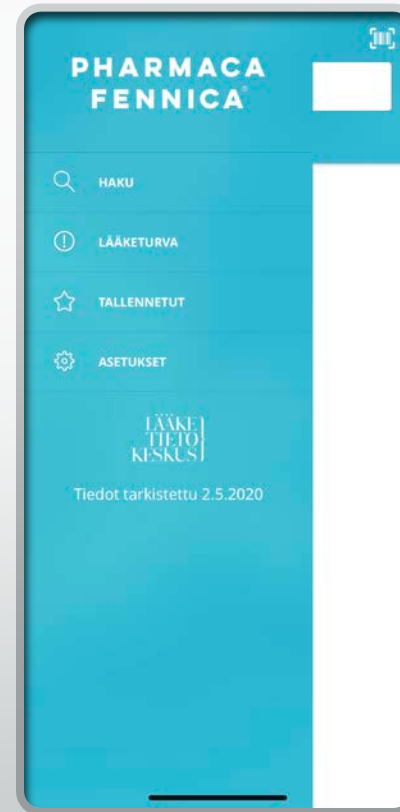 PHARMACA
FENNICA®
HAKU
LÄÄKETURVA
TALLENNETUT
ASETUKSET
LÄÄKE
TIETO
KESKUS
Tiedot tarkistettu 2.5.2020